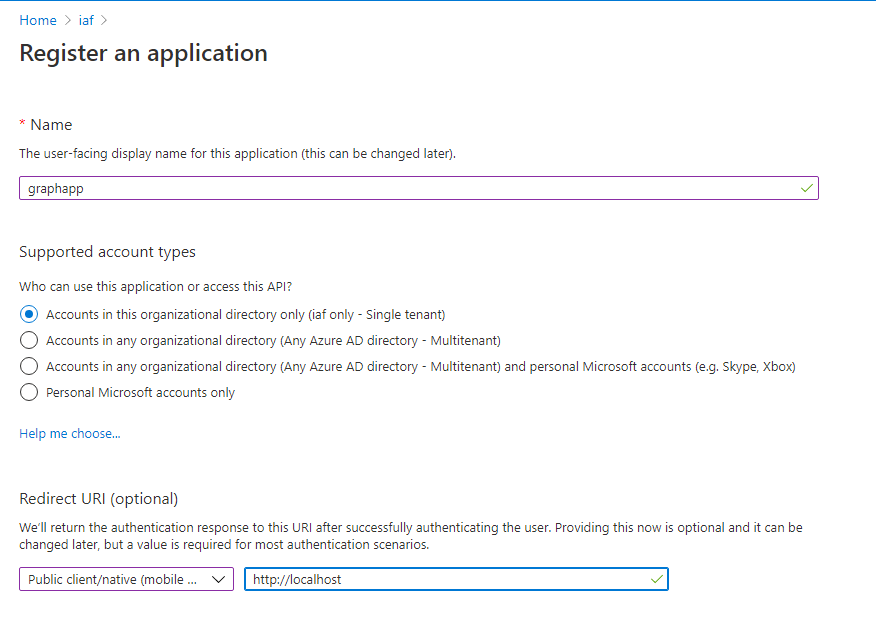 Home > iaf >
Register an application
* Name
The user-facing display name for this application (this can be changed later).
graphapp
Supported account types
Who can use this application or access this API?
Accounts in this organizational directory only (iaf only - Single tenant)
Accounts in any organizational directory (Any Azure AD directory - Multitenant)
Accounts in any organizational directory (Any Azure AD directory - Multitenant) and personal Microsoft accounts (e.g. Skype, Xbox)
Personal Microsoft accounts only
Help me choose...
Redirect URI (optional)
We'll return the authentication response to this URI after successfully authenticating the user. Providing this now is optional and it can be
changed later, but a value is required for most authentication scenarios.
Public client/native (mobile ... http://localhost